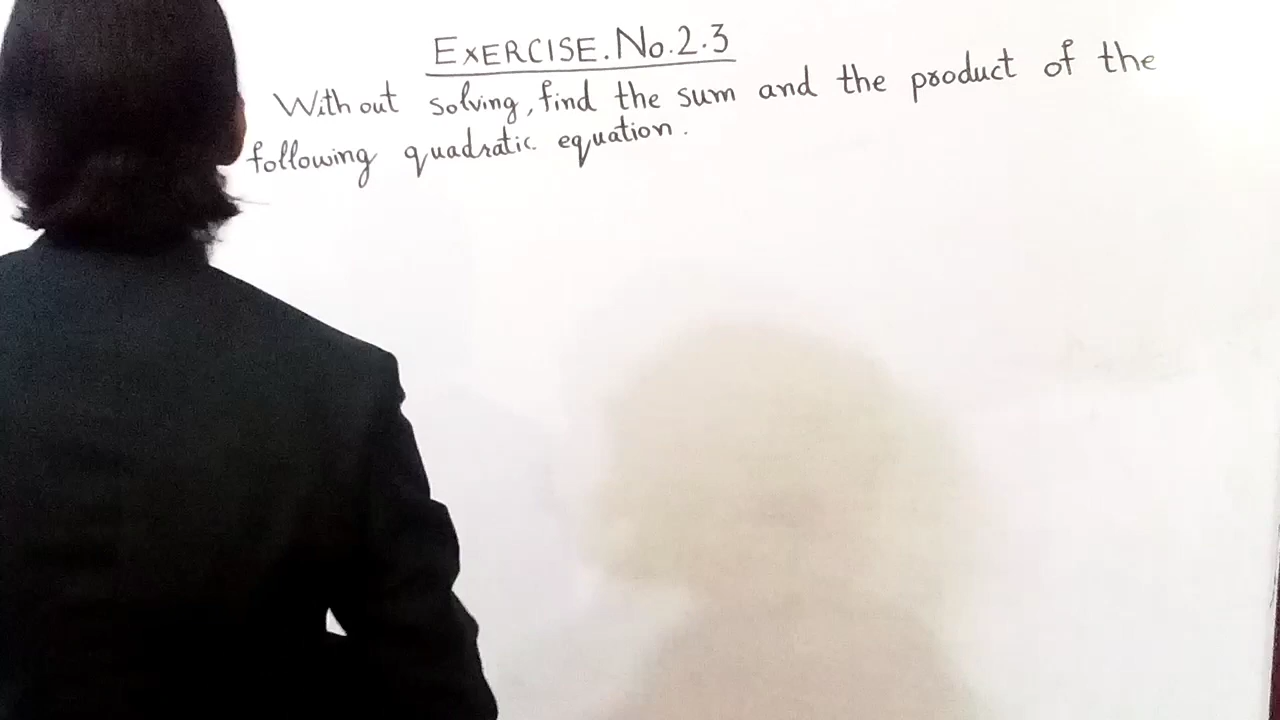 EXERCISE.No.2.3
With out solving, find the sum and the product of the
following quadratic equation.